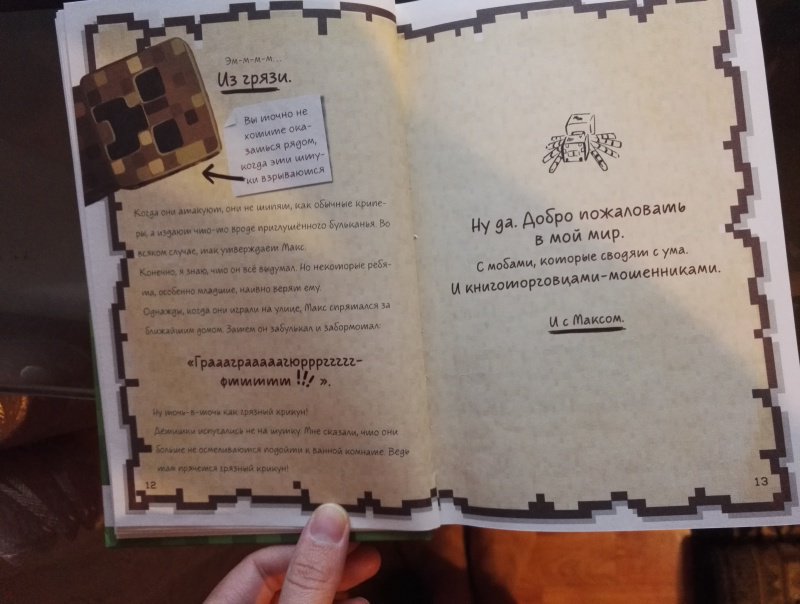 Эм-м-м-м...
Из грязи.
Вы точно не
хотите ока-
заться рядом,
когда эти шту-
ки взрываются
Когда они атакуют, они не шипят, как обычные крипе-
ры, а издают что-то вроде приглушённого бульканья. Во
всяком случае, так утверждает Макс.
Конечно, я знаю, что он всё выдумал. Но некоторые ребя-
та, особенно младшие, наивно верят ему.
Однажды, когда они играли на улице, Макс спрятался за
ближайшим домом. Затем он забулькал и забормотал:
«Граааграаааагюрррггггг-
фтттттт !!! ».
Ну точь-в-точь как грязный крикун!
Детишки испугались не на шутку. Мне сказали, что они
больше не осмеливаются подойти к ванной комнате. Ведь
там прячется грязный крикун!
12
Ну да. Добро пожаловать
в мой мир.
С мобами, которые сводят с ума.
И книготорговцами-мошенниками.
И с Максом.
13